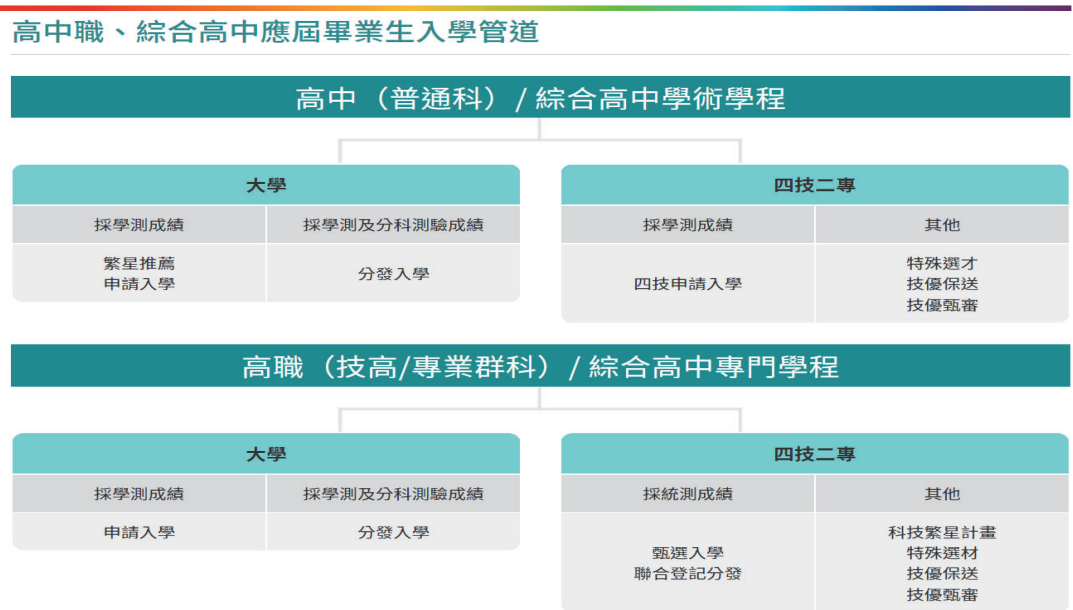 高中職、綜合高中應屆畢業生入學管道
高中（普通科）/ 綜合高中學術學程
大學
採學測成績
採學測及分科測驗成績
繁星推薦
申請入學
分發入學
四技二專
採學測成績
其他
四技申請入學
特殊選才
技優保送
技優甄審
高職（技高/專業群科）/ 綜合高中專門學程
大學
採學測成績
採學測及分科測驗成績
申請入學
分發入學
四技二專
採統測成績
其他
甄選入學
聯合登記分發
科技繁星計畫
特殊選材
技優保送
技優甄審